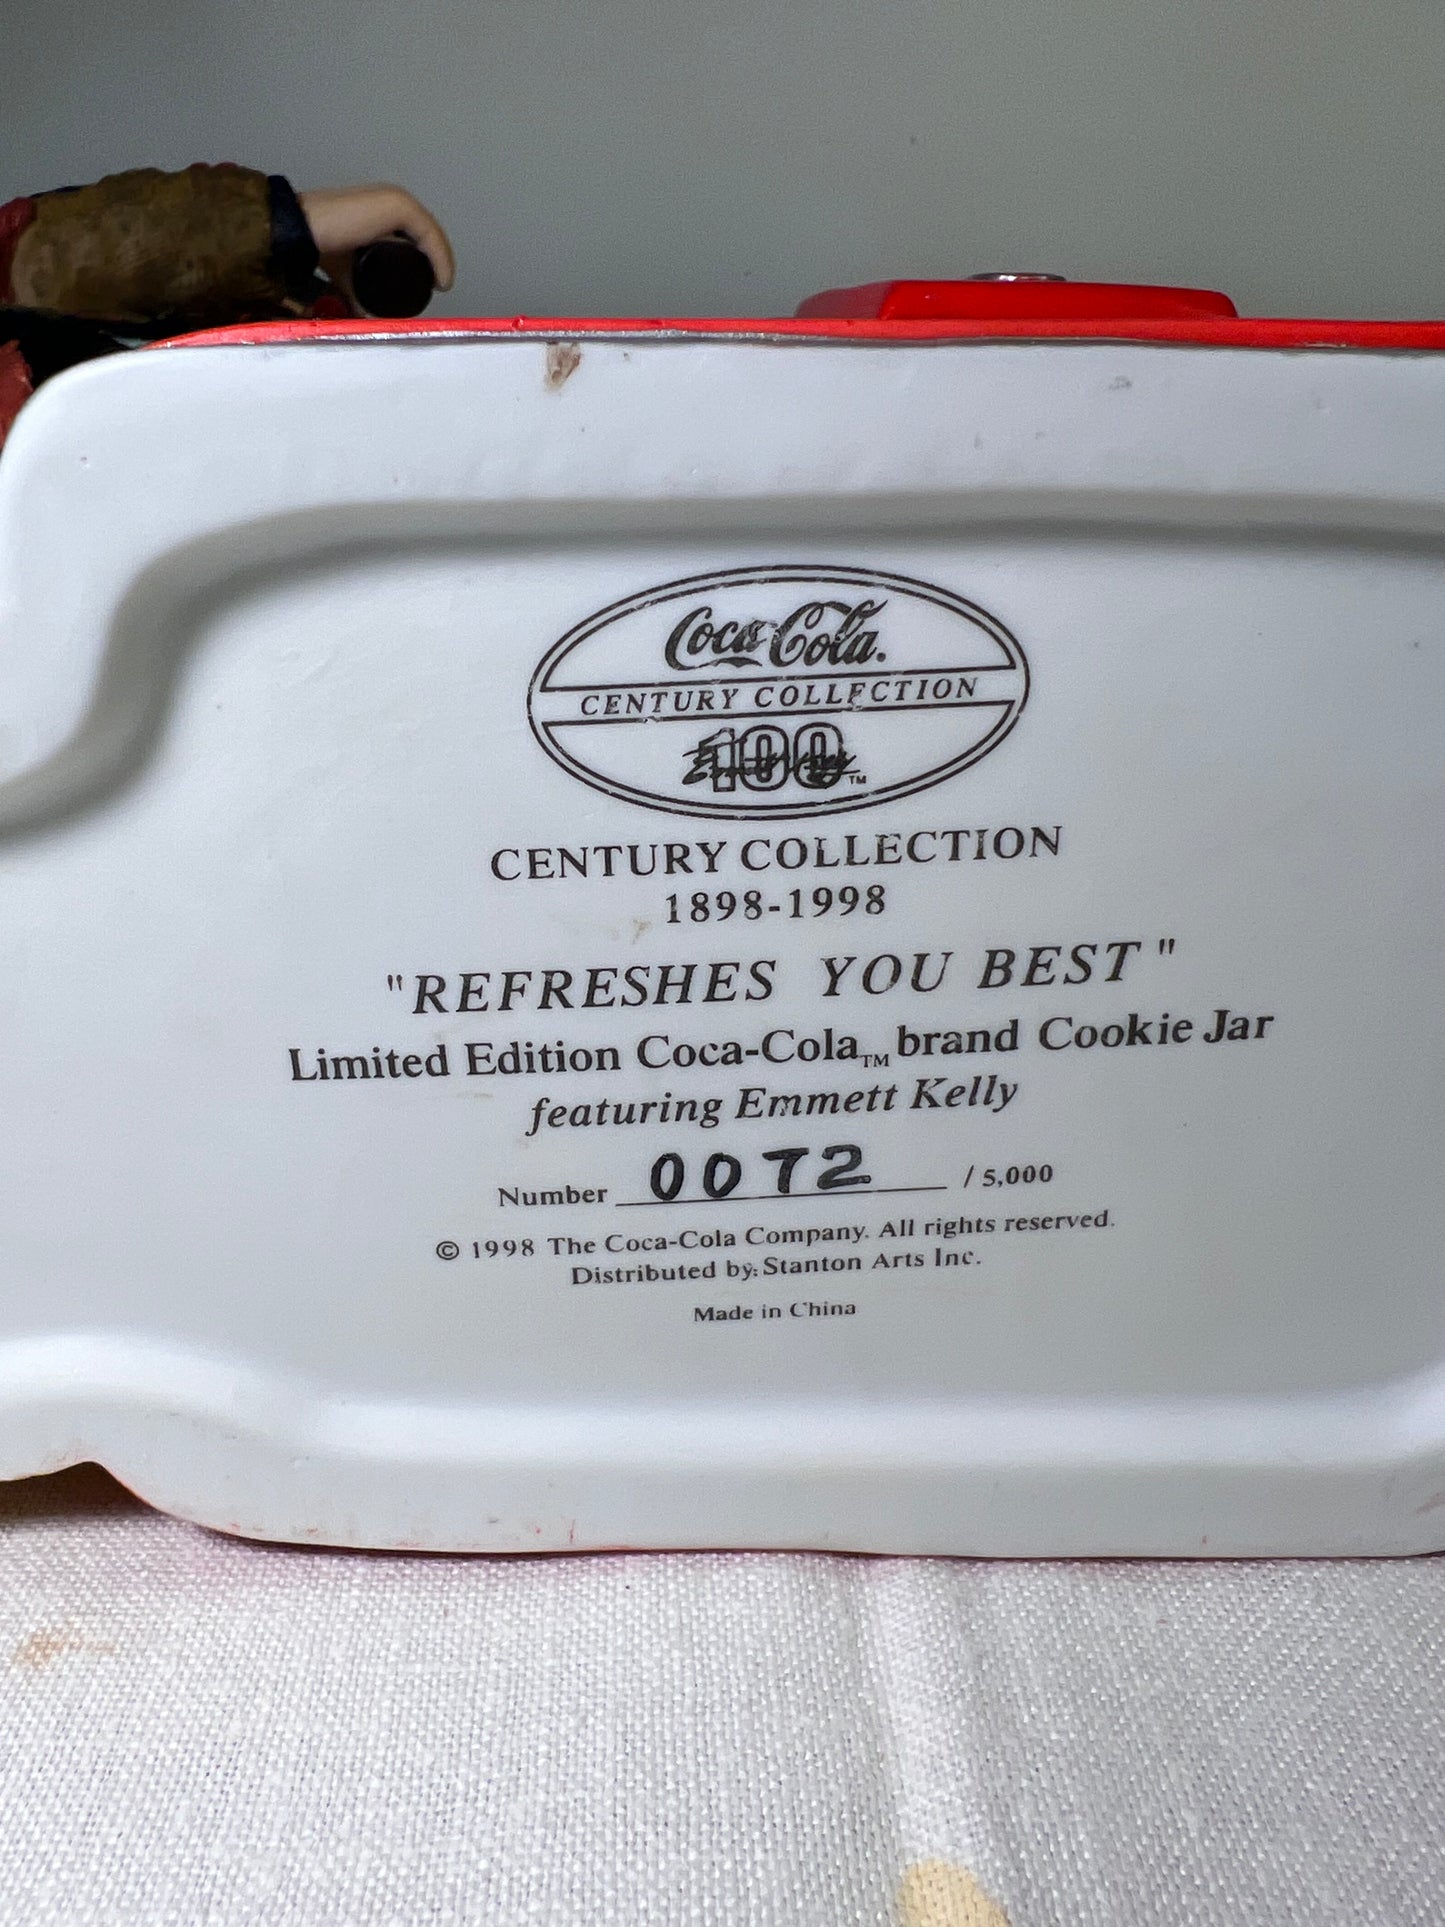 Coca-Cola.
CENTURY COLLECTION
100 ™
CENTURY COLLECTION
1898-1998
"REFRESHES YOU BEST"
Limited Edition Coca-Cola™ brand Cookie Jar
featuring Emmett Kelly
Number 0072 / 5,000
© 1998 The Coca-Cola Company. All rights reserved.
Distributed by: Stanton Arts Inc.
Made in China